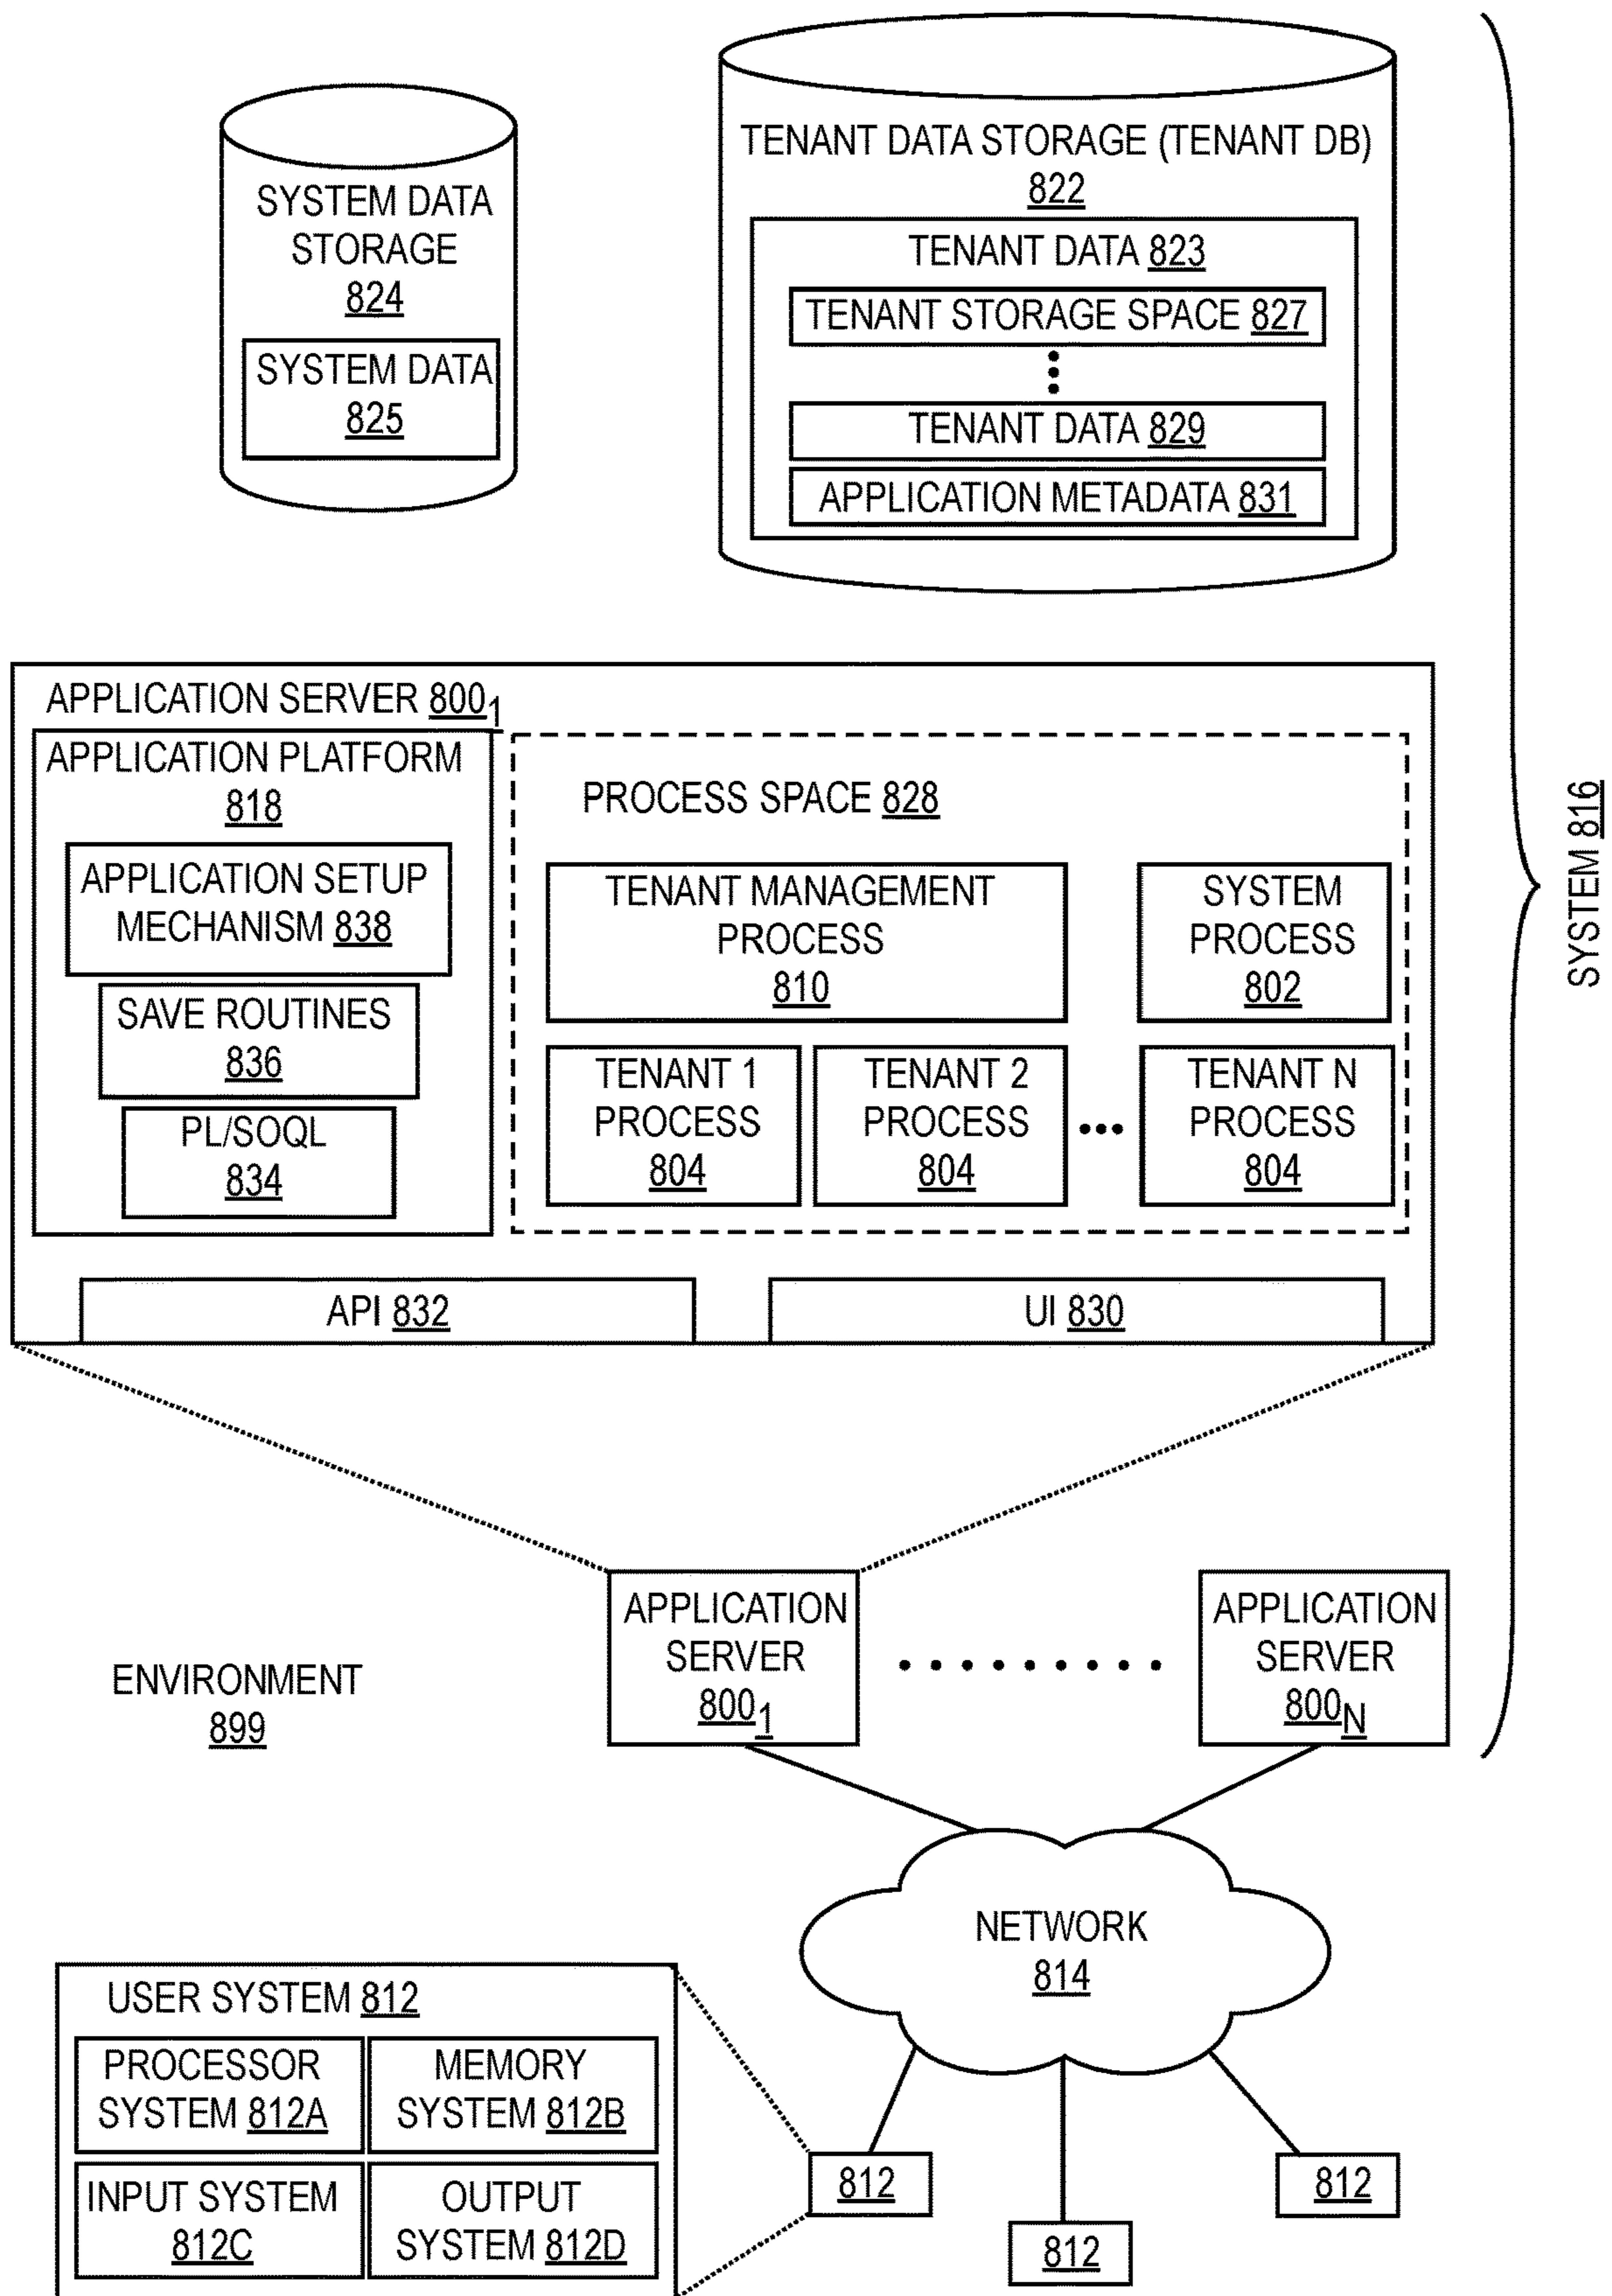 SYSTEM DATA
STORAGE
824
SYSTEM DATA
825
TENANT DATA STORAGE (TENANT DB)
822
TENANT DATA 823
TENANT STORAGE SPACE 827
TENANT DATA 829
APPLICATION METADATA 831
SYSTEM 816
APPLICATION SERVER 800₁
APPLICATION PLATFORM
818
APPLICATION SETUP
MECHANISM 838
SAVE ROUTINES
836
PL/SOQL
834
PROCESS SPACE 828
TENANT MANAGEMENT
PROCESS
810
SYSTEM
PROCESS
802
TENANT 1
PROCESS
804
TENANT 2
PROCESS
804
TENANT N
PROCESS
804
API 832
UI 830
APPLICATION
SERVER
800₁
APPLICATION
SERVER
800N
ENVIRONMENT
899
NETWORK
814
USER SYSTEM 812
PROCESSOR
SYSTEM 812A
MEMORY
SYSTEM 812B
INPUT SYSTEM
812C
OUTPUT
SYSTEM 812D
812
812
812